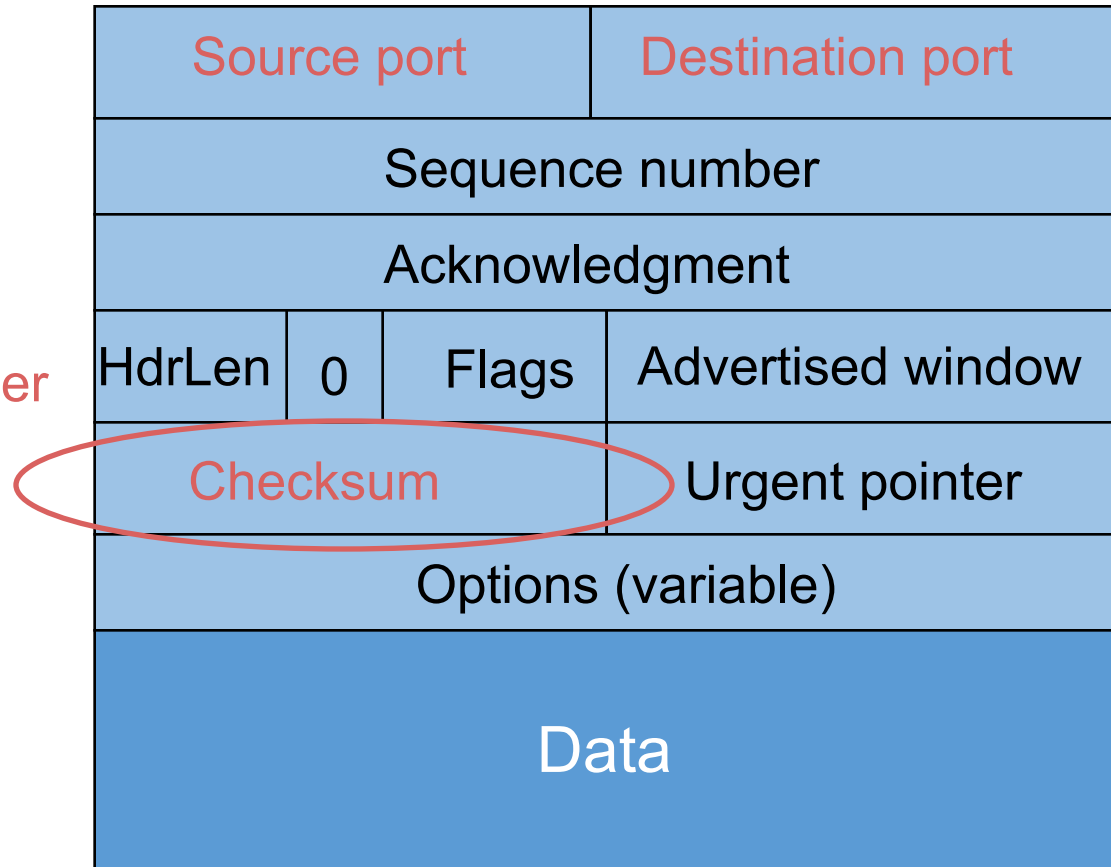 Source port Destination port
Sequence number
Acknowledgment
er HdrLen 0 Flags Advertised window
Checksum Urgent pointer
Options (variable)
Data